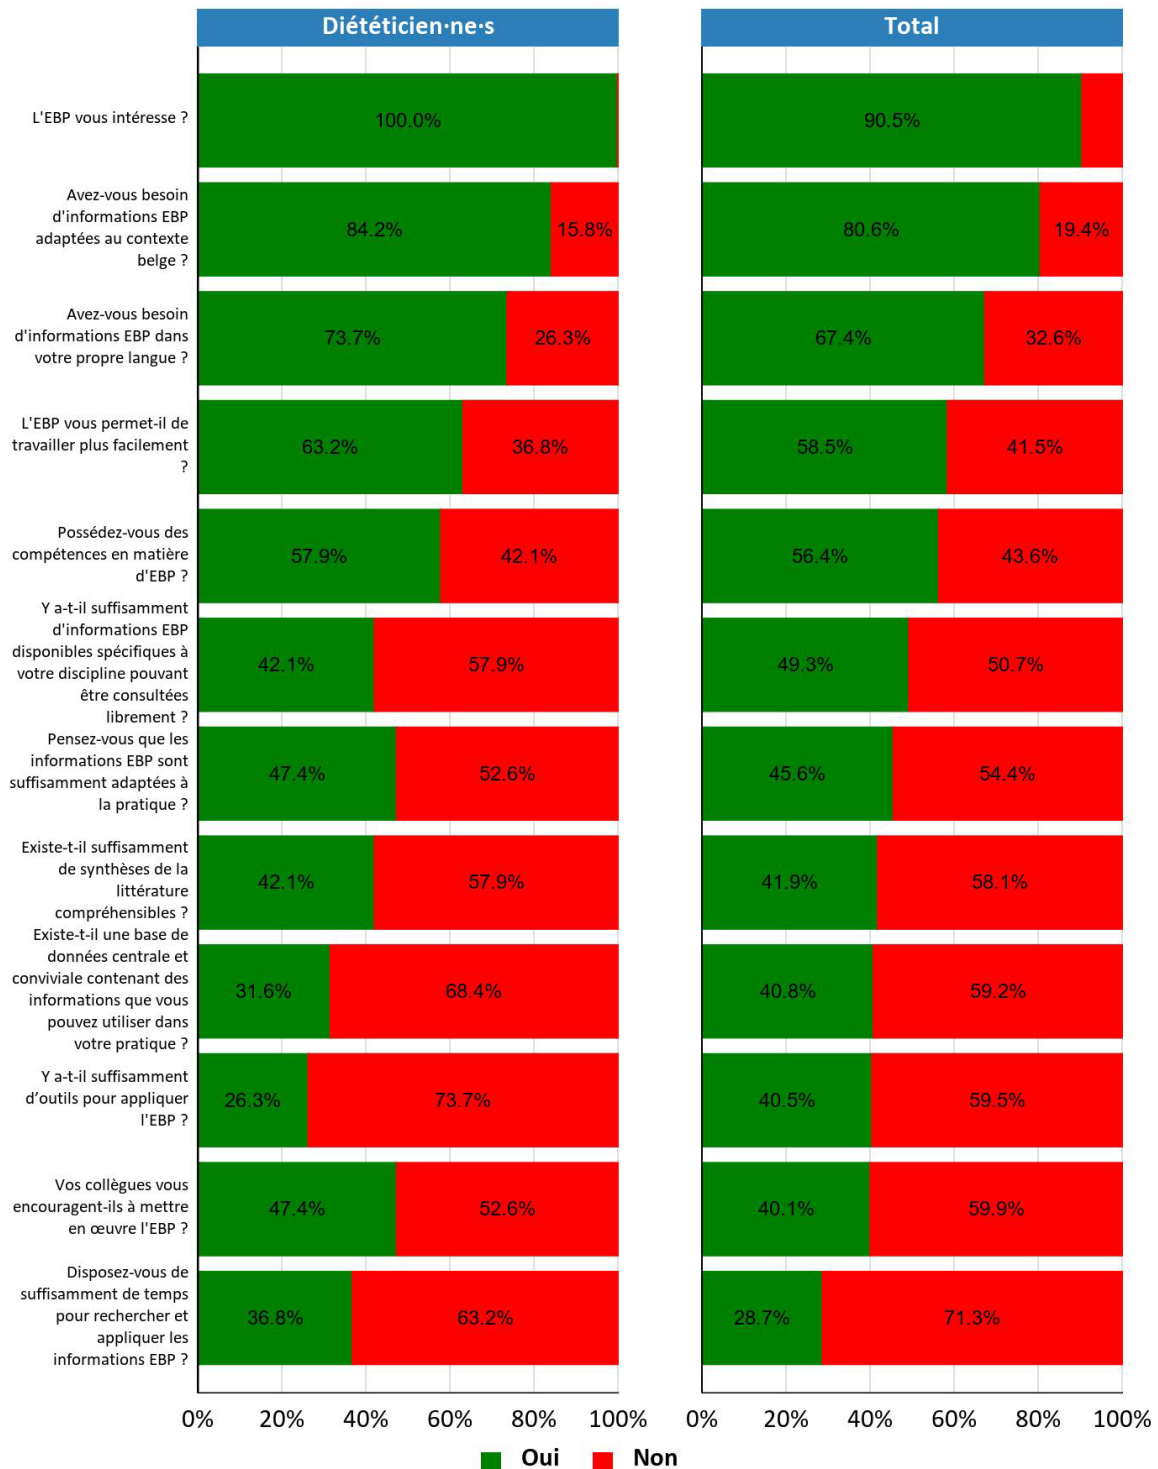 Diététicien·ne·s
Total
L'EBP vous intéresse ?
100.0%
90.5%
Avez-vous besoin
d'informations EBP
adaptées au contexte
belge ?
84.2%
15.8%
80.6%
19.4%
Avez-vous besoin
d'informations EBP dans
votre propre langue ?
73.7%
26.3%
67.4%
32.6%
L'EBP vous permet-il de
travailler plus facilement
?
63.2%
36.8%
58.5%
41.5%
Possédez-vous des
compétences en matière
d'EBP ?
57.9%
42.1%
56.4%
43.6%
Y a-t-il suffisamment
d'informations EBP
disponibles spécifiques à
votre discipline pouvant
être consultées
librement ?
42.1%
57.9%
49.3%
50.7%
Pensez-vous que les
informations EBP sont
suffisamment adaptées à
la pratique ?
47.4%
52.6%
45.6%
54.4%
Existe-t-il suffisamment
de synthèses de la
littérature
compréhensibles ?
42.1%
57.9%
41.9%
58.1%
Existe-t-il une base de
données centrale et
conviviale contenant des
informations que vous
pouvez utiliser dans
votre pratique ?
31.6%
68.4%
40.8%
59.2%
Y a-t-il suffisamment
d’outils pour appliquer
l'EBP ?
26.3%
73.7%
40.5%
59.5%
Vos collègues vous
encouragent-ils à mettre
en œuvre l'EBP ?
47.4%
52.6%
40.1%
59.9%
Disposez-vous de
suffisamment de temps
pour rechercher et
appliquer les
informations EBP ?
36.8%
63.2%
28.7%
71.3%
0% 20% 40% 60% 80% 100%
0% 20% 40% 60% 80% 100%
Oui Non